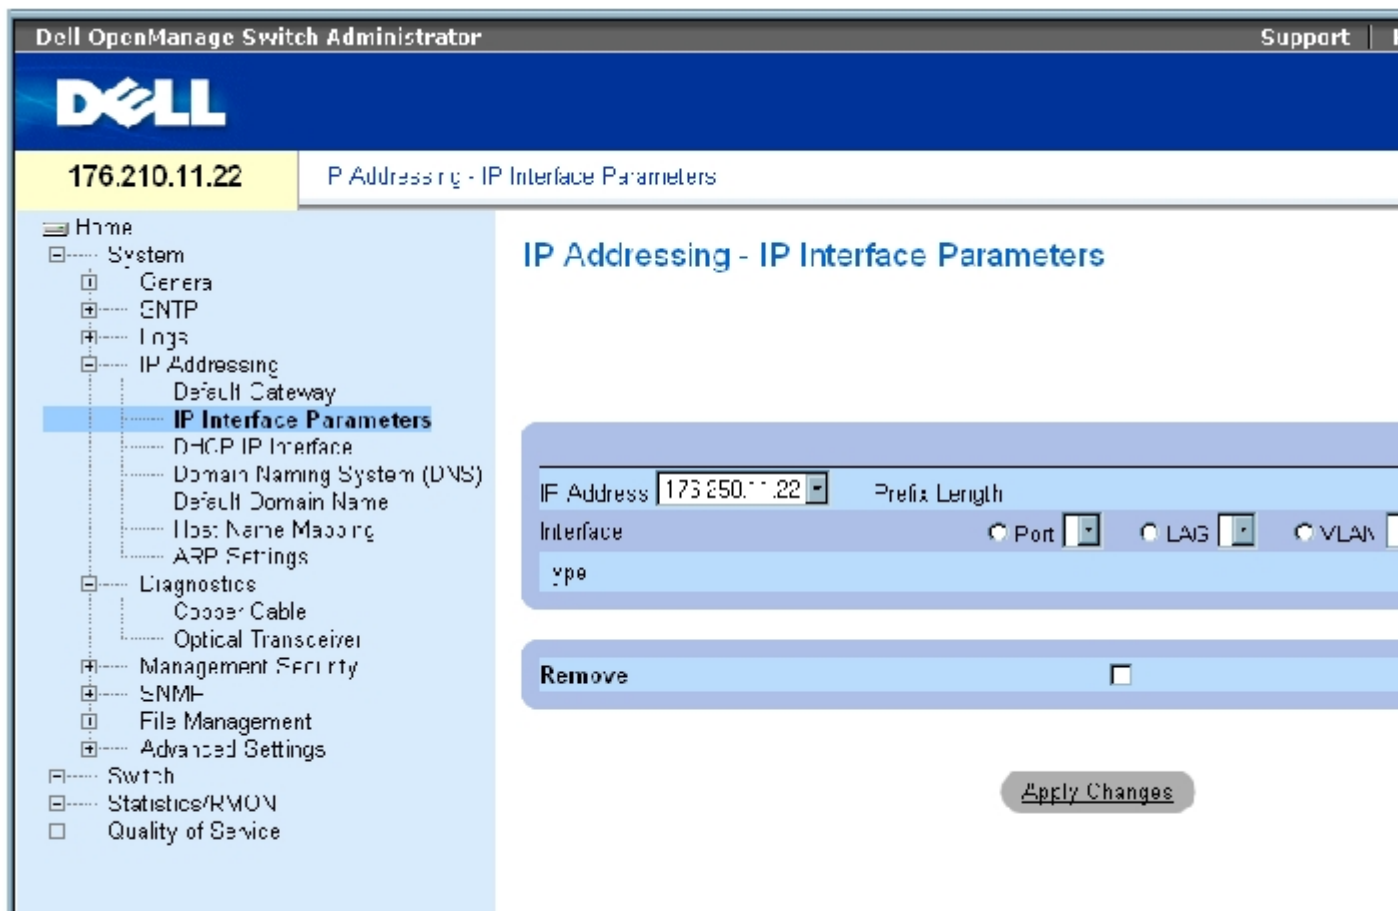 Dell OpenManage Switch Administrator
Support
DELL
176.210.11.22
P Addressing - IP Interface Parameters
Home
System
General
SNTP
Logs
IP Addressing
Default Gateway
IP Interface Parameters
DHCP IP Interface
Domain Naming System (DNS)
Default Domain Name
Host Name Mapping
ARP Settings
Diagnostics
Copper Cable
Optical Transceiver
Management Security
SNMP
File Management
Advanced Settings
Switch
Statistics/RMON
Quality of Service
IP Addressing - IP Interface Parameters
IP Address
Prefix Length
Interface Port LAG VLAN
Type
Remove
Apply Changes